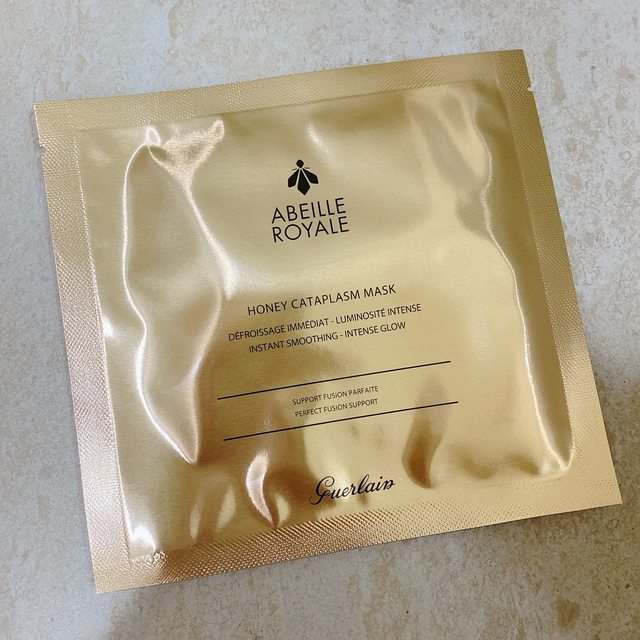 ABEILLE
ROYALE
HONEY CATAPLASM MASK
DÉFROISSAGE IMMÉDIAT - LUMINOSITÉ INTENSE
INSTANT SMOOTHING - INTENSE GLOW
SUPPORT FUSION PARFAITE
PERFECT FUSION SUPPORT
Guerlain